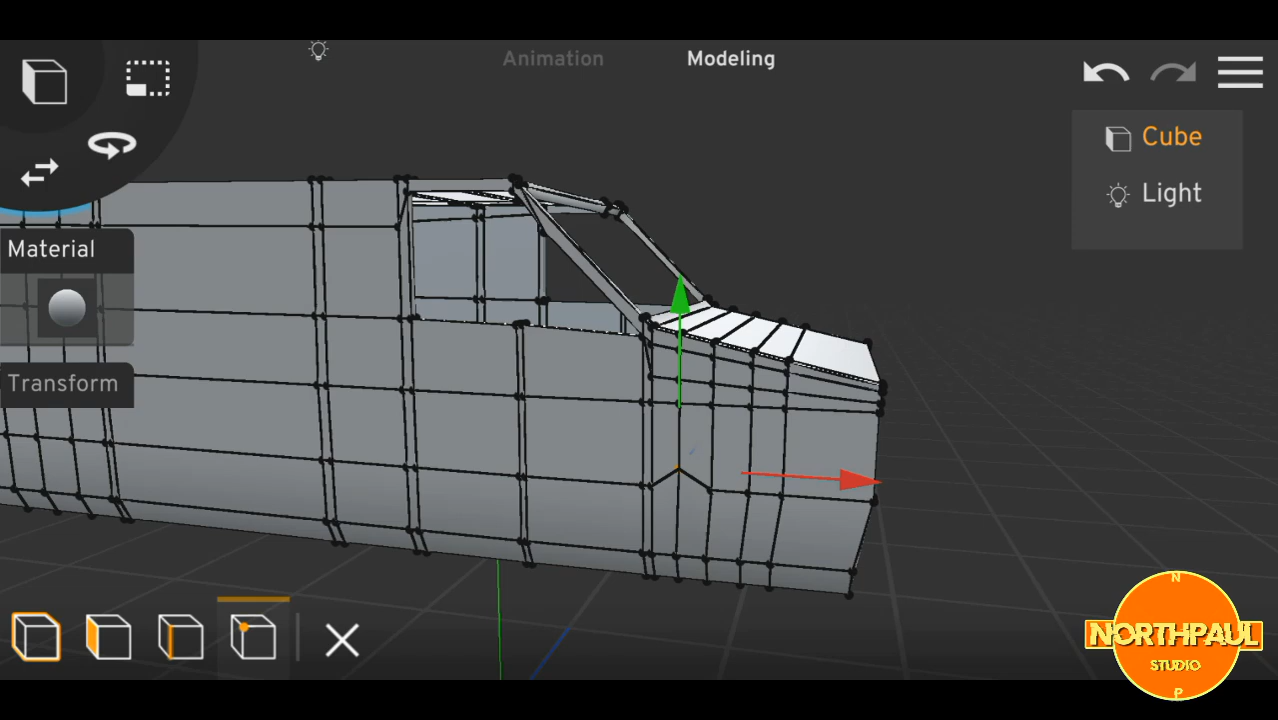 Animation
Modeling
Cube
Light
Material
Transform
N
NORTHPAUL
STUDIO
P